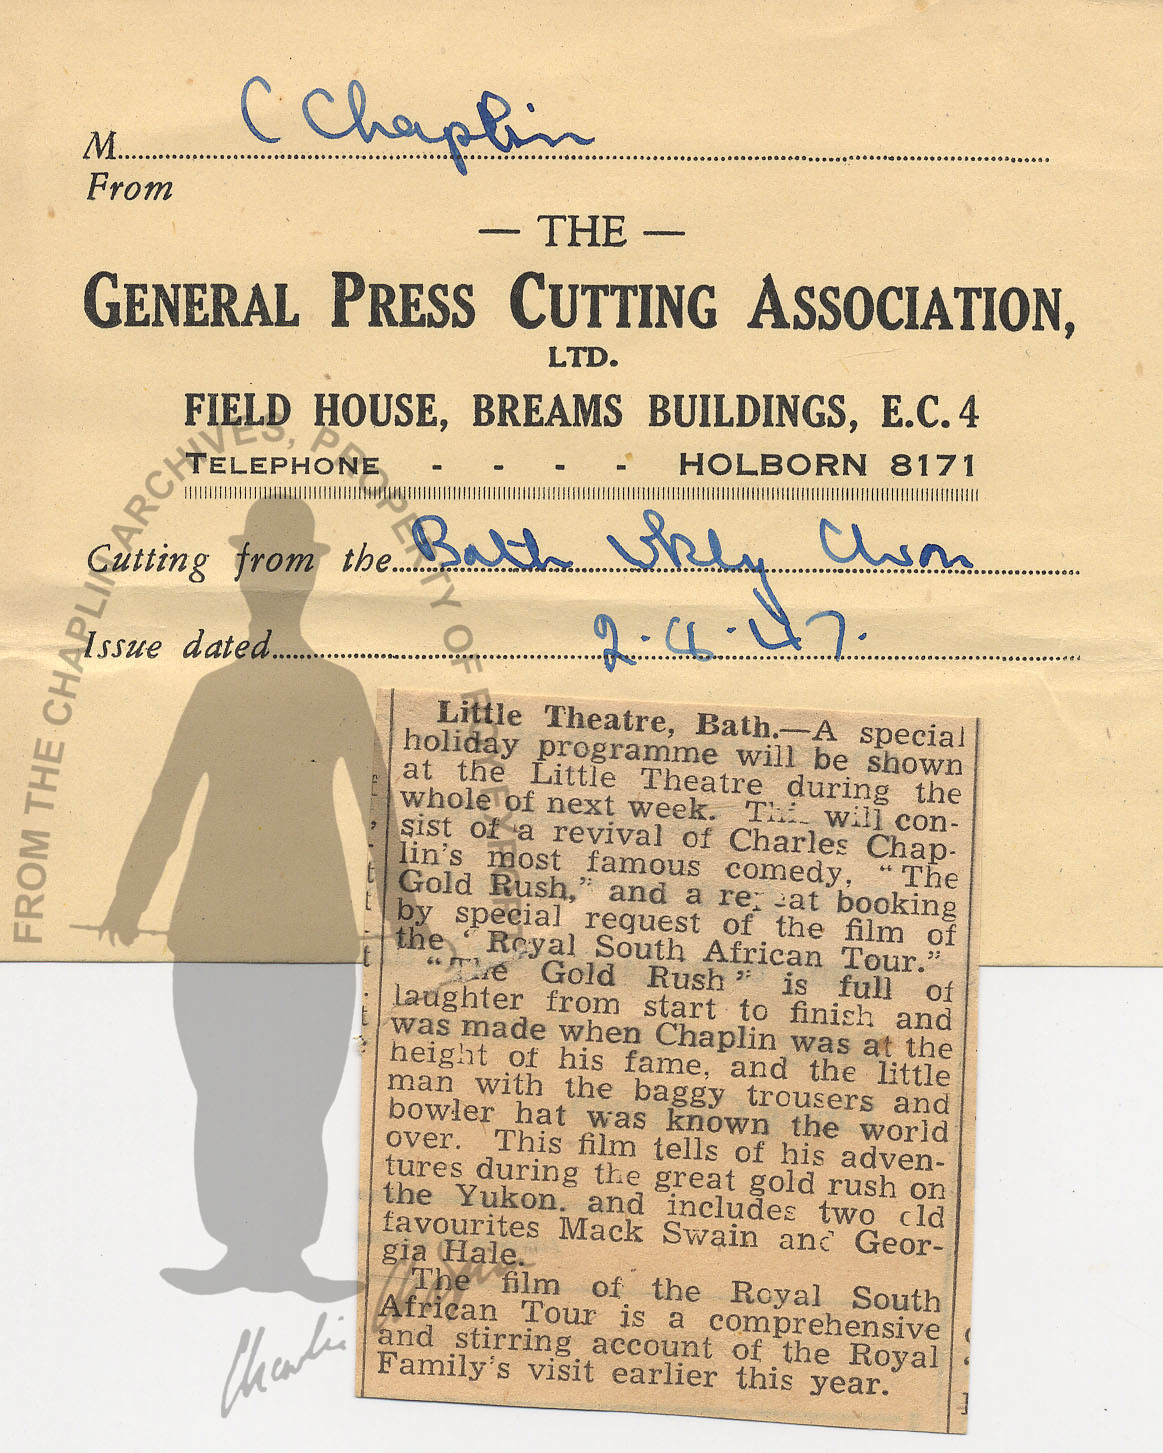 C Chaplin
M
From
— THE —
GENERAL PRESS CUTTING ASSOCIATION,
LTD.
FIELD HOUSE, BREAMS BUILDINGS, E.C.4
TELEPHONE - - - - HOLBORN 8171
Cutting from the Bath Wkly Chron
Issue dated 2.8.47.
Little Theatre, Bath.—A special
holiday programme will be shown
at the Little Theatre during the
whole of next week. This will con-
sist of a revival of Charles Chap-
lin's most famous comedy, "The
Gold Rush," and a repeat booking
by special request of the film of
the "Royal South African Tour."
"The Gold Rush" is full of
laughter from start to finish and
was made when Chaplin was at the
height of his fame, and the little
man with the baggy trousers and
bowler hat was known the world
over. This film tells of his adven-
tures during the great gold rush on
the Yukon, and includes two old
favourites Mack Swain and Geor-
gia Hale.
The film of the Royal South
African Tour is a comprehensive
and stirring account of the Royal
Family's visit earlier this year.
FROM THE CHAPLIN ARCHIVES, PROPERTY OF
Charlie Chaplin